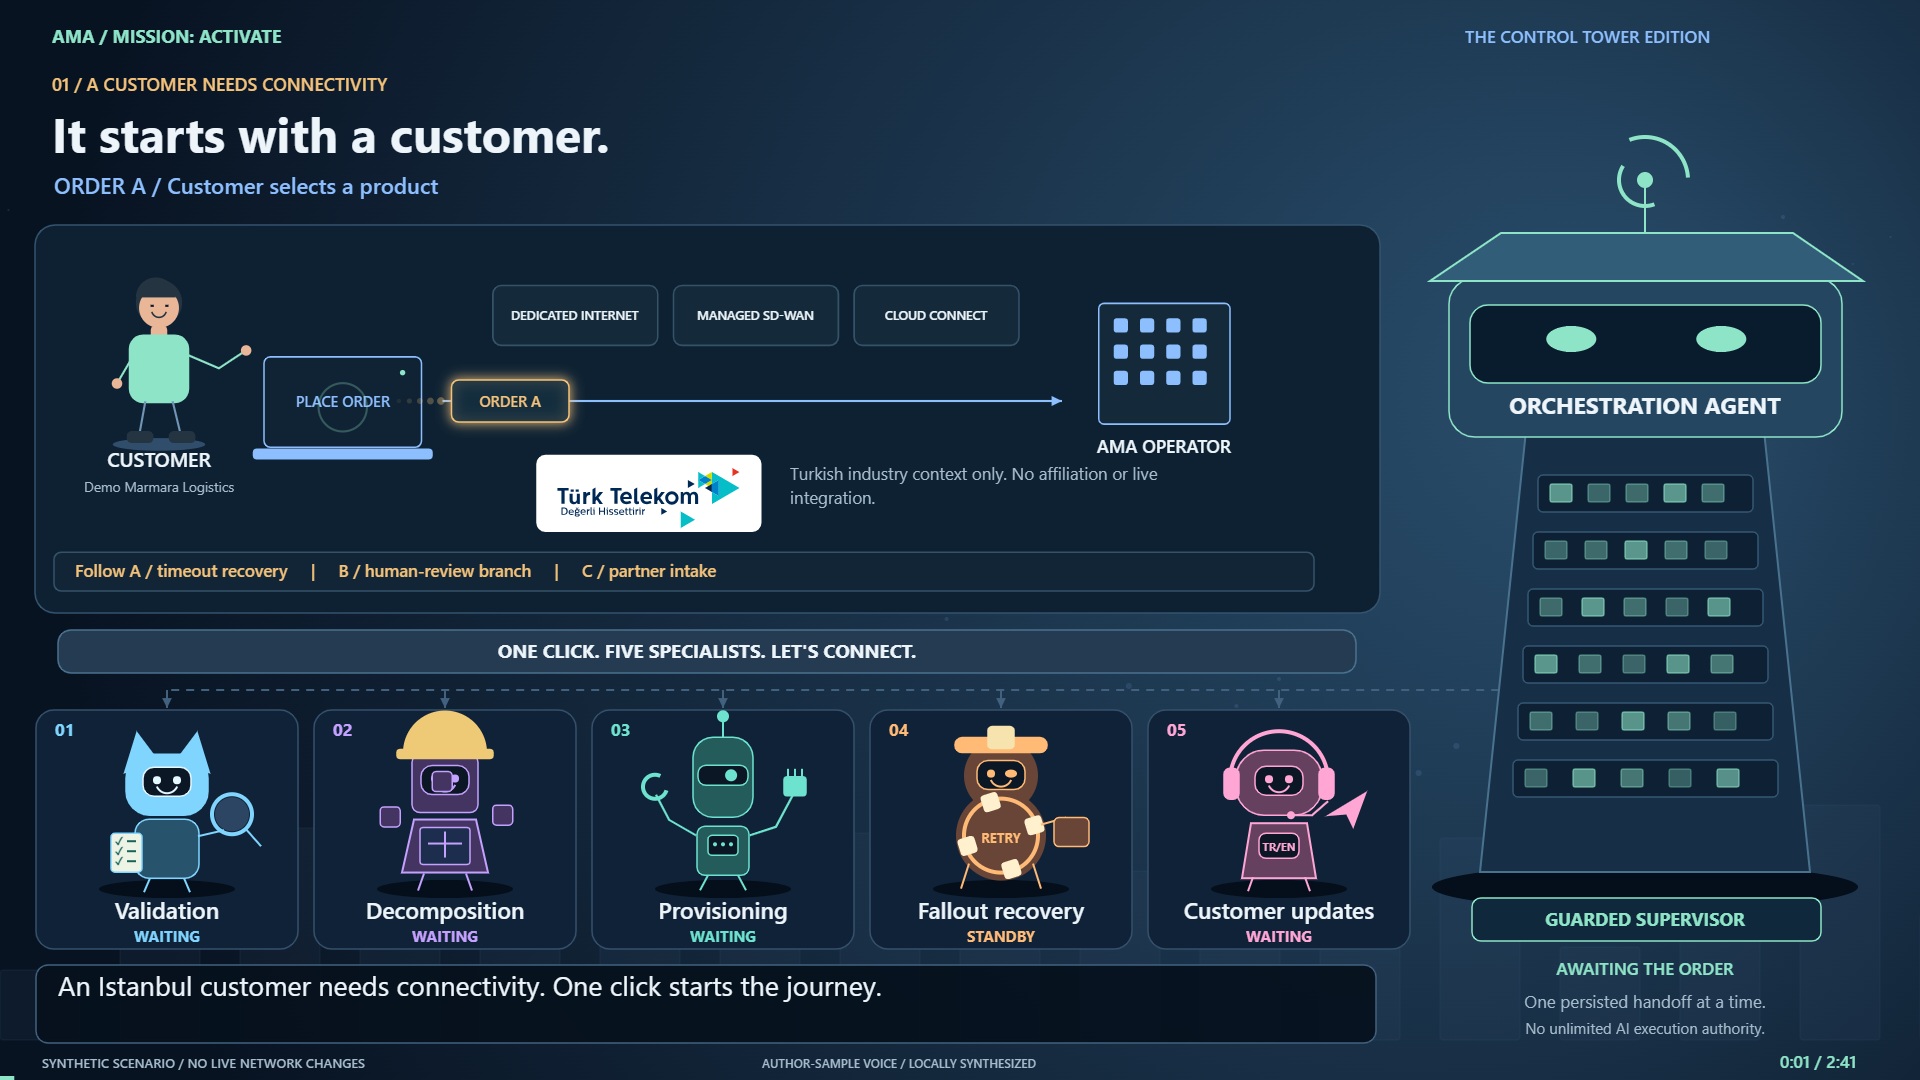 AMA / MISSION: ACTIVATE
THE CONTROL TOWER EDITION
01 / A CUSTOMER NEEDS CONNECTIVITY
It starts with a customer.
ORDER A / Customer selects a product
DEDICATED INTERNET
MANAGED SD-WAN
CLOUD CONNECT
PLACE ORDER
ORDER A
CUSTOMER
Demo Marmara Logistics
AMA OPERATOR
Türk Telekom
Değerli Hissettirir
Turkish industry context only. No affiliation or live
integration.
Follow A / timeout recovery | B / human-review branch | C / partner intake
ORCHESTRATION AGENT
ONE CLICK. FIVE SPECIALISTS. LET'S CONNECT.
01
Validation
WAITING
02
Decomposition
WAITING
03
Provisioning
WAITING
04
RETRY
Fallout recovery
STANDBY
05
TR/EN
Customer updates
WAITING
GUARDED SUPERVISOR
AWAITING THE ORDER
One persisted handoff at a time.
No unlimited AI execution authority.
An Istanbul customer needs connectivity. One click starts the journey.
SYNTHETIC SCENARIO / NO LIVE NETWORK CHANGES
AUTHOR-SAMPLE VOICE / LOCALLY SYNTHESIZED
0:01 / 2:41